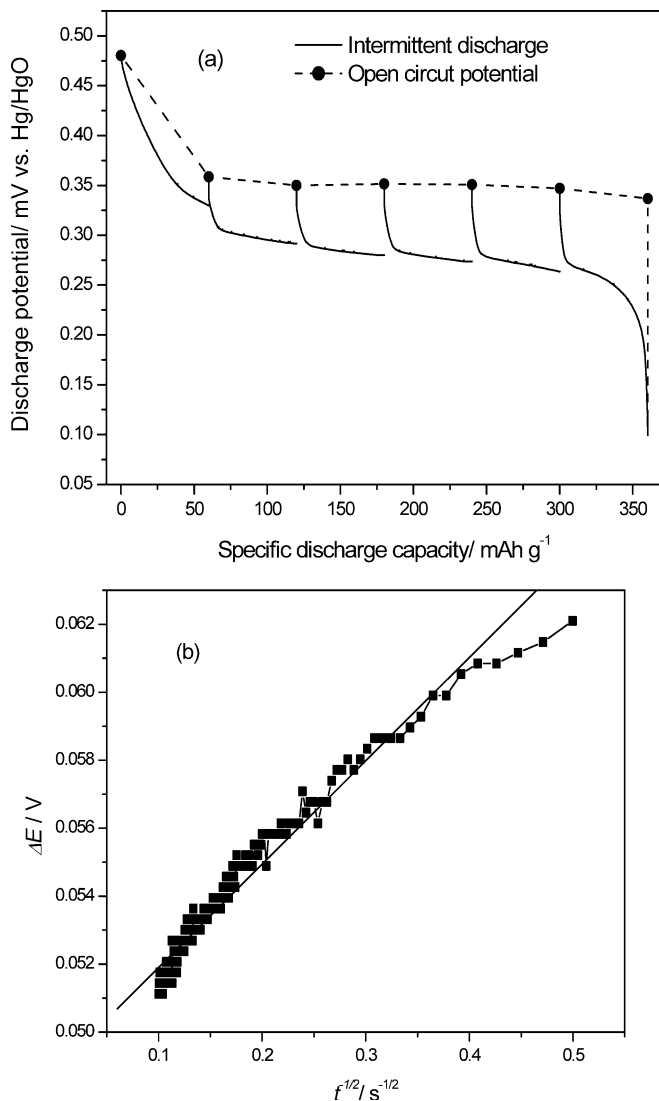 0.50
0.45
0.40
0.35
0.30
0.25
0.20
0.15
0.10
0.05
Discharge potential/ mV vs. Hg/HgO
(a)
Intermittent discharge
Open circut potential
0 50 100 150 200 250 300 350
Specific discharge capacity/ mAh g⁻¹
0.062
0.060
0.058
0.056
0.054
0.052
0.050
ΔE / V
(b)
0.1 0.2 0.3 0.4 0.5
t^1/2/ s^-1/2